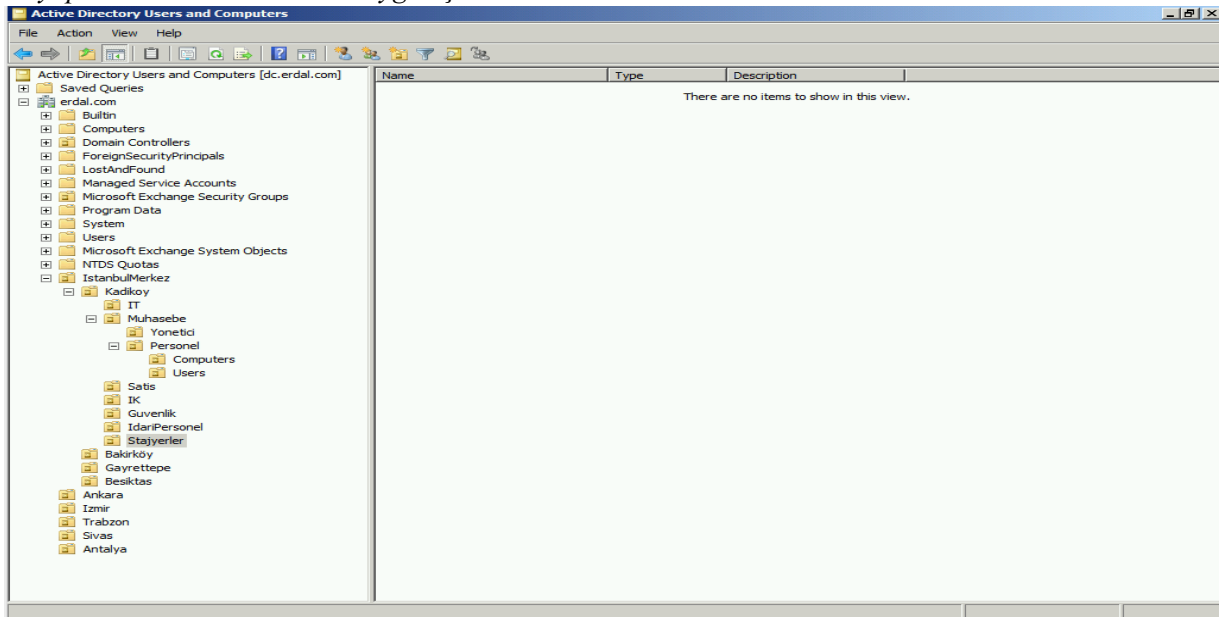 Active Directory Users and Computers
File Action View Help
Active Directory Users and Computers [dc.erdal.com]
Name Type Description
Saved Queries
There are no items to show in this view.
erdal.com
Builtin
Computers
Domain Controllers
ForeignSecurityPrincipals
LostAndFound
Managed Service Accounts
Microsoft Exchange Security Groups
Program Data
System
Users
Microsoft Exchange System Objects
NTDS Quotas
IstanbulMerkez
Kadikoy
IT
Muhasebe
Yonetici
Personel
Computers
Users
Satis
IK
Guvenlik
IdariPersonel
Stajyerler
Bakirköy
Gayrettepe
Besiktas
Ankara
Izmir
Trabzon
Sivas
Antalya